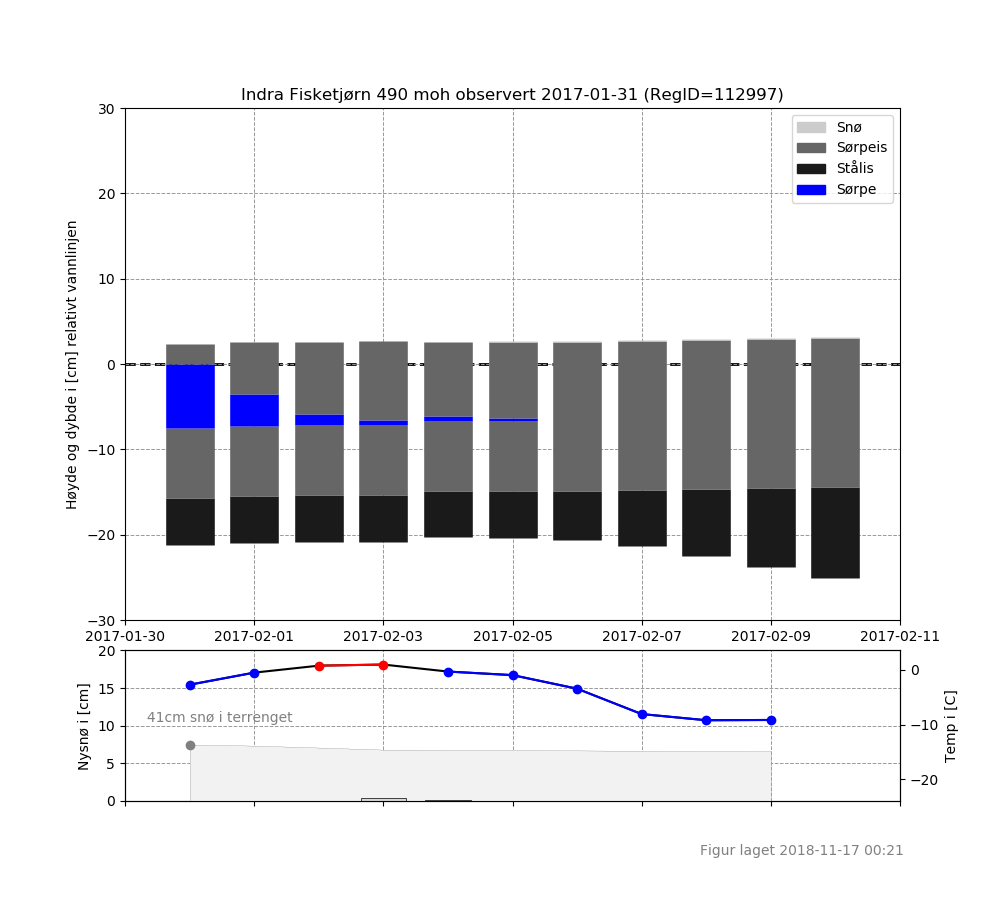 Indra Fisketjørn 490 moh observert 2017-01-31 (RegID=112997)
Høyde og dybde i [cm] relativt vannlinjen
30
20
10
0
−10
−20
−30
Snø
Sørpeis
Stålis
Sørpe
2017-01-30
2017-02-01
2017-02-03
2017-02-05
2017-02-07
2017-02-09
2017-02-11
Nysnø i [cm]
20
15
10
5
0
41cm snø i terrenget
0
−10
−20
Temp i [C]
Figur laget 2018-11-17 00:21